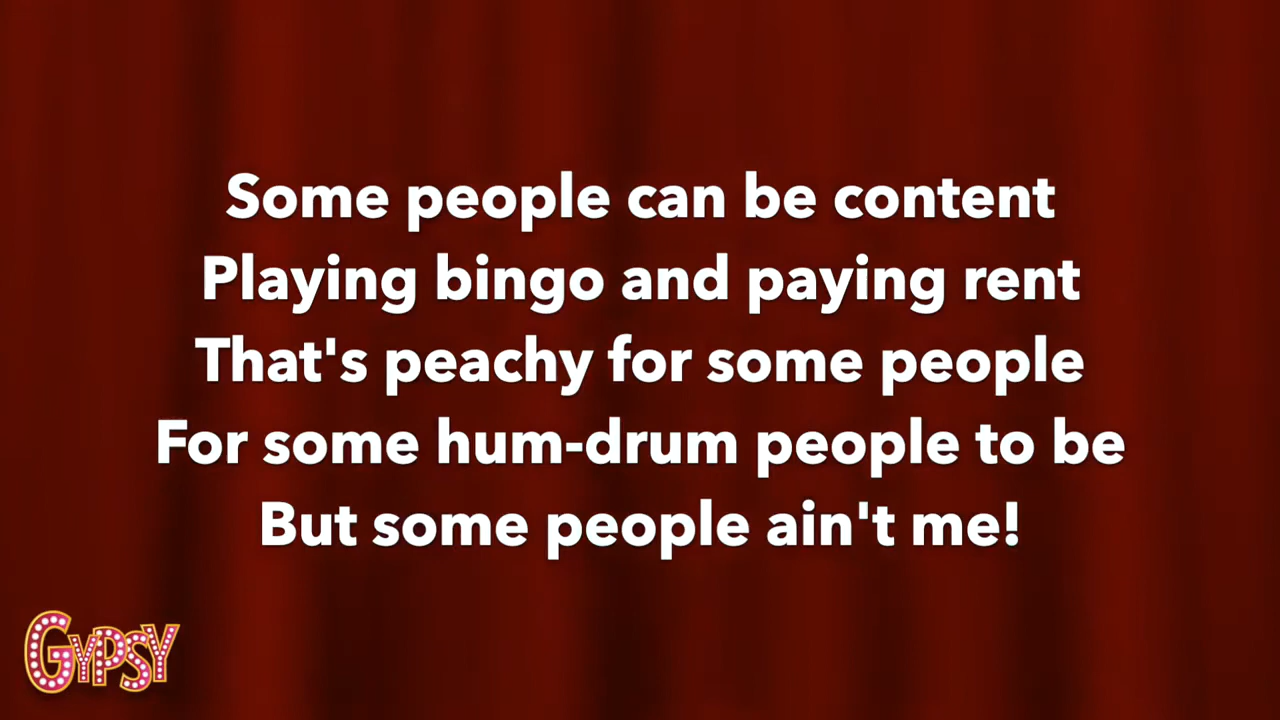 Some people can be content
Playing bingo and paying rent
That's peachy for some people
For some hum-drum people to be
But some people ain't me!
GYPSY